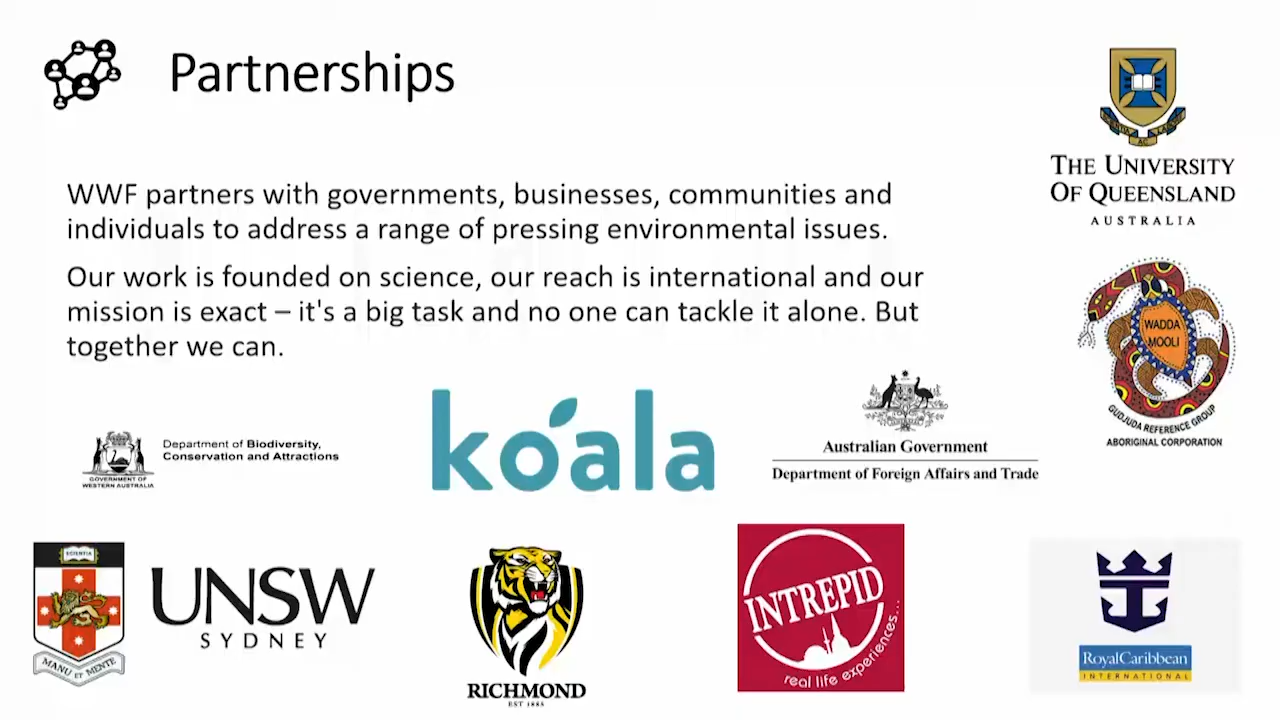 Partnerships
WWF partners with governments, businesses, communities and
individuals to address a range of pressing environmental issues.
Our work is founded on science, our reach is international and our
mission is exact – it's a big task and no one can tackle it alone. But
together we can.
THE UNIVERSITY
OF QUEENSLAND
AUSTRALIA
WADDA
MOOLI
GUDJUDA REFERENCE GROUP
ABORIGINAL CORPORATION
GOVERNMENT OF
WESTERN AUSTRALIA
Department of Biodiversity,
Conservation and Attractions
koala
Australian Government
Department of Foreign Affairs and Trade
SCIENTIA
MANU ET MENTE
UNSW
SYDNEY
RICHMOND
EST 1885
INTREPID
real life experiences...
RoyalCaribbean
INTERNATIONAL